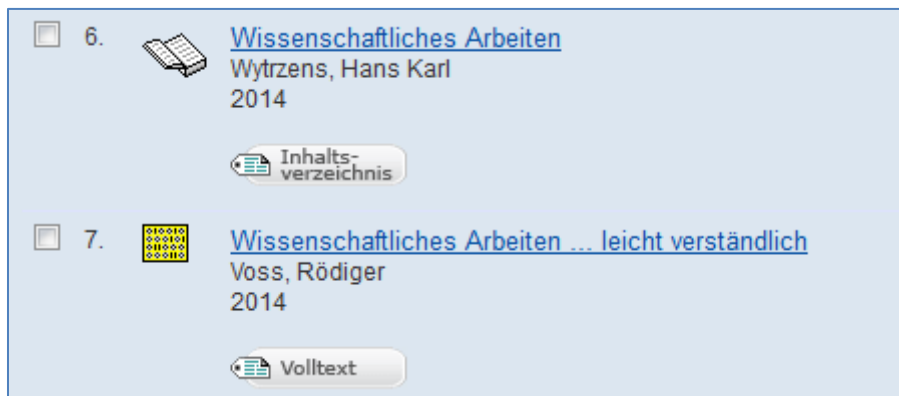 6.
Wissenschaftliches Arbeiten
Wytrzens, Hans Karl
2014
Inhalts-
verzeichnis
7.
Wissenschaftliches Arbeiten ... leicht verständlich
Voss, Rödiger
2014
Volltext